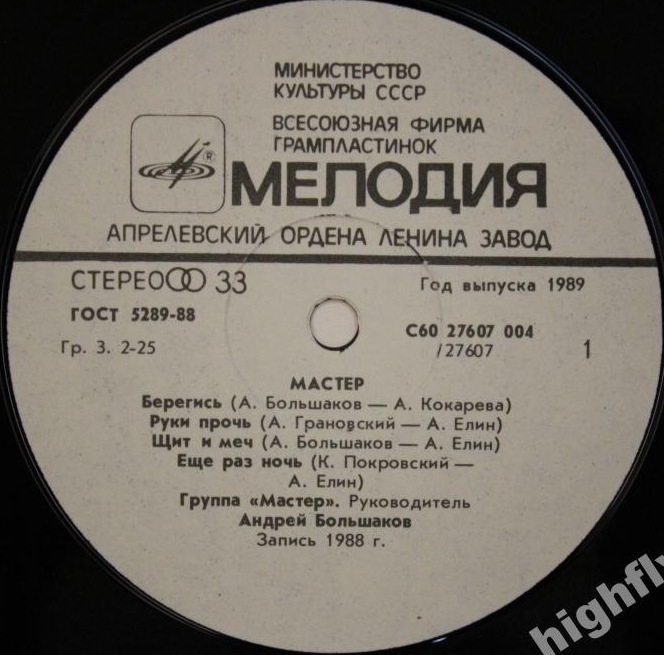 МИНИСТЕРСТВО
КУЛЬТУРЫ СССР
ВСЕСОЮЗНАЯ ФИРМА
ГРАМПЛАСТИНОК
®
МЕЛОДИЯ
АПРЕЛЕВСКИЙ ОРДЕНА ЛЕНИНА ЗАВОД
СТЕРЕО 33
Год выпуска 1989
ГОСТ 5289-88
С60 27607 004
Гр. 3. 2-25
/27607
1
МАСТЕР
Берегись (А. Большаков — А. Кокарева)
Руки прочь (А. Грановский — А. Елин)
Щит и меч (А. Большаков — А. Елин)
Еще раз ночь (К. Покровский —
А. Елин)
Группа «Мастер». Руководитель
Андрей Большаков
Запись 1988 г.
highfly